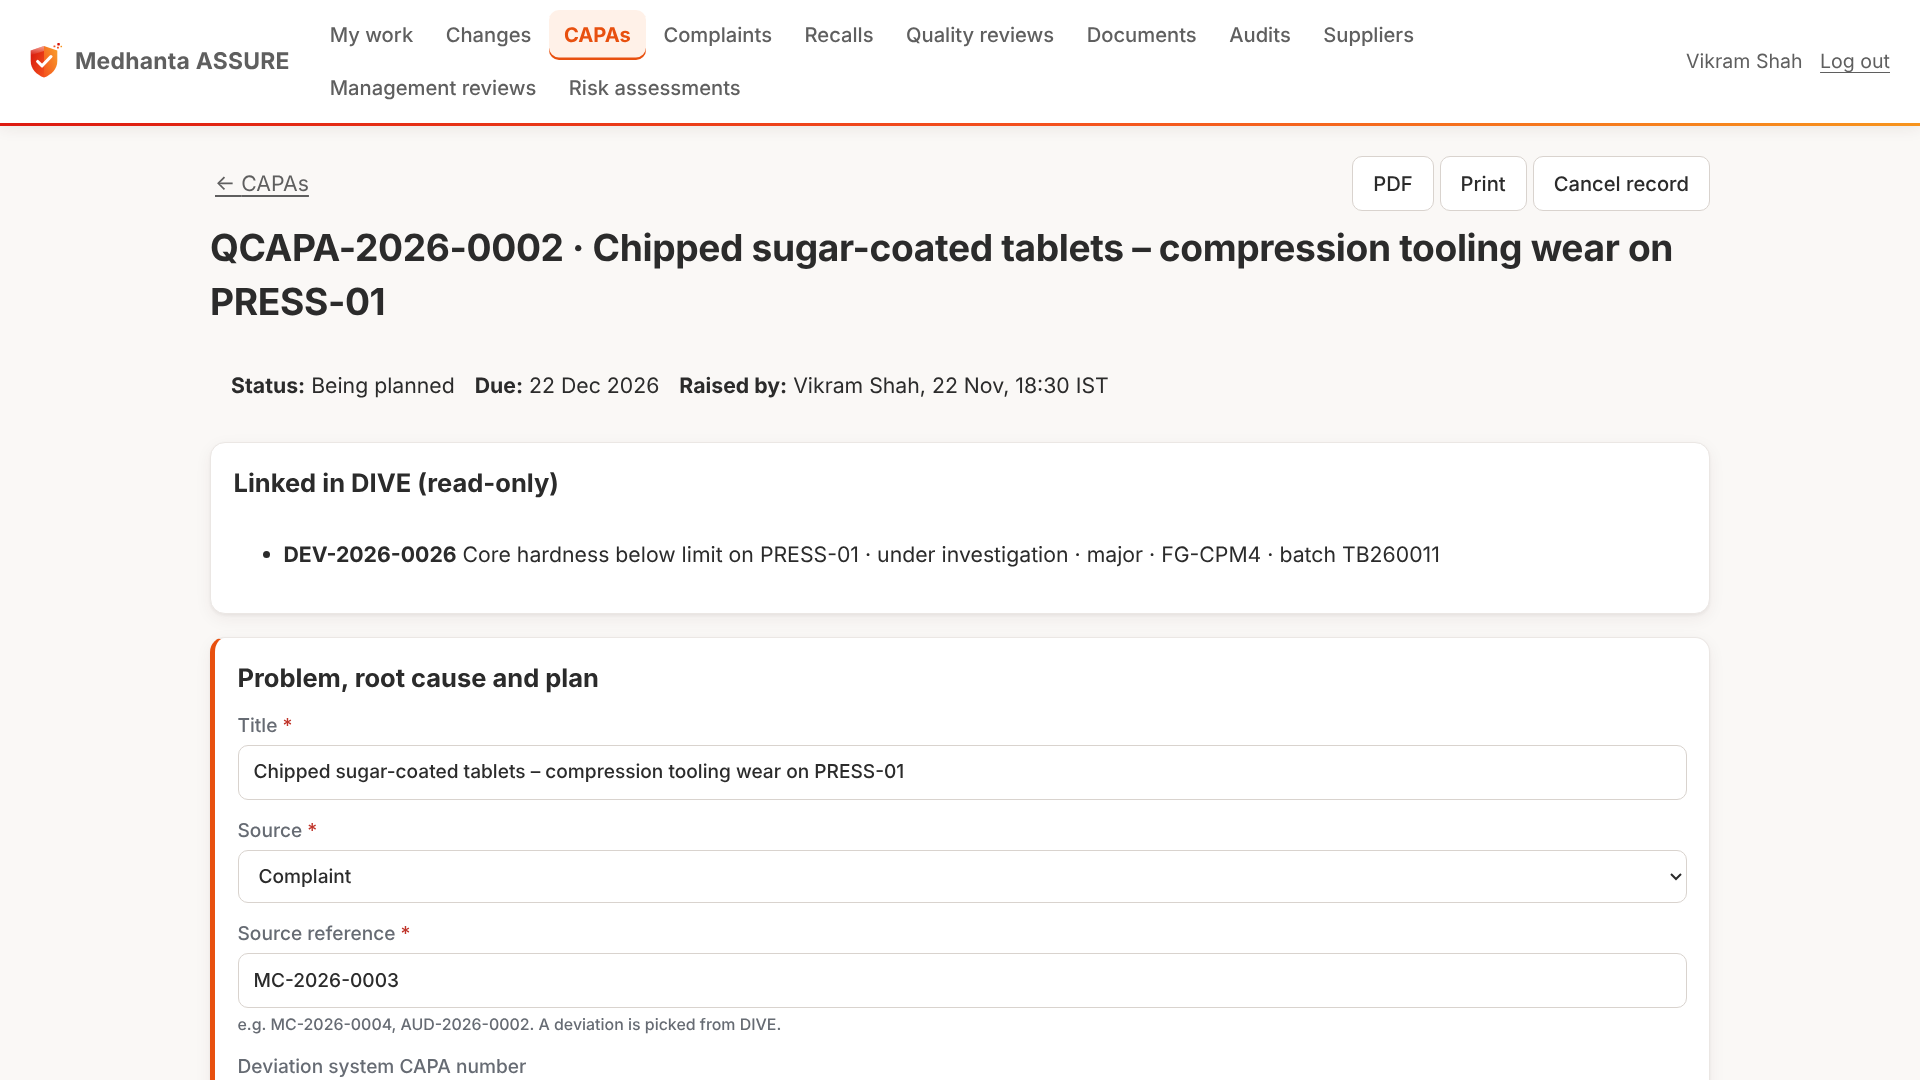 Medhanta ASSURE
My work Changes CAPAs Complaints Recalls Quality reviews Documents Audits Suppliers
Management reviews Risk assessments
Vikram Shah Log out
← CAPAs
PDF Print Cancel record
QCAPA-2026-0002 · Chipped sugar-coated tablets – compression tooling wear on
PRESS-01
Status: Being planned Due: 22 Dec 2026 Raised by: Vikram Shah, 22 Nov, 18:30 IST
Linked in DIVE (read-only)
• DEV-2026-0026 Core hardness below limit on PRESS-01 · under investigation · major · FG-CPM4 · batch TB260011
Problem, root cause and plan
Title *
Chipped sugar-coated tablets – compression tooling wear on PRESS-01
Source *
Complaint
Source reference *
MC-2026-0003
e.g. MC-2026-0004, AUD-2026-0002. A deviation is picked from DIVE.
Deviation system CAPA number